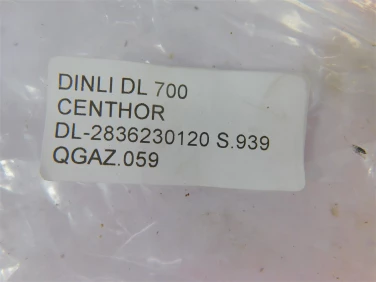 DINLI DL 700
CENTHOR
DL-2836230120 S.939
QGAZ.059